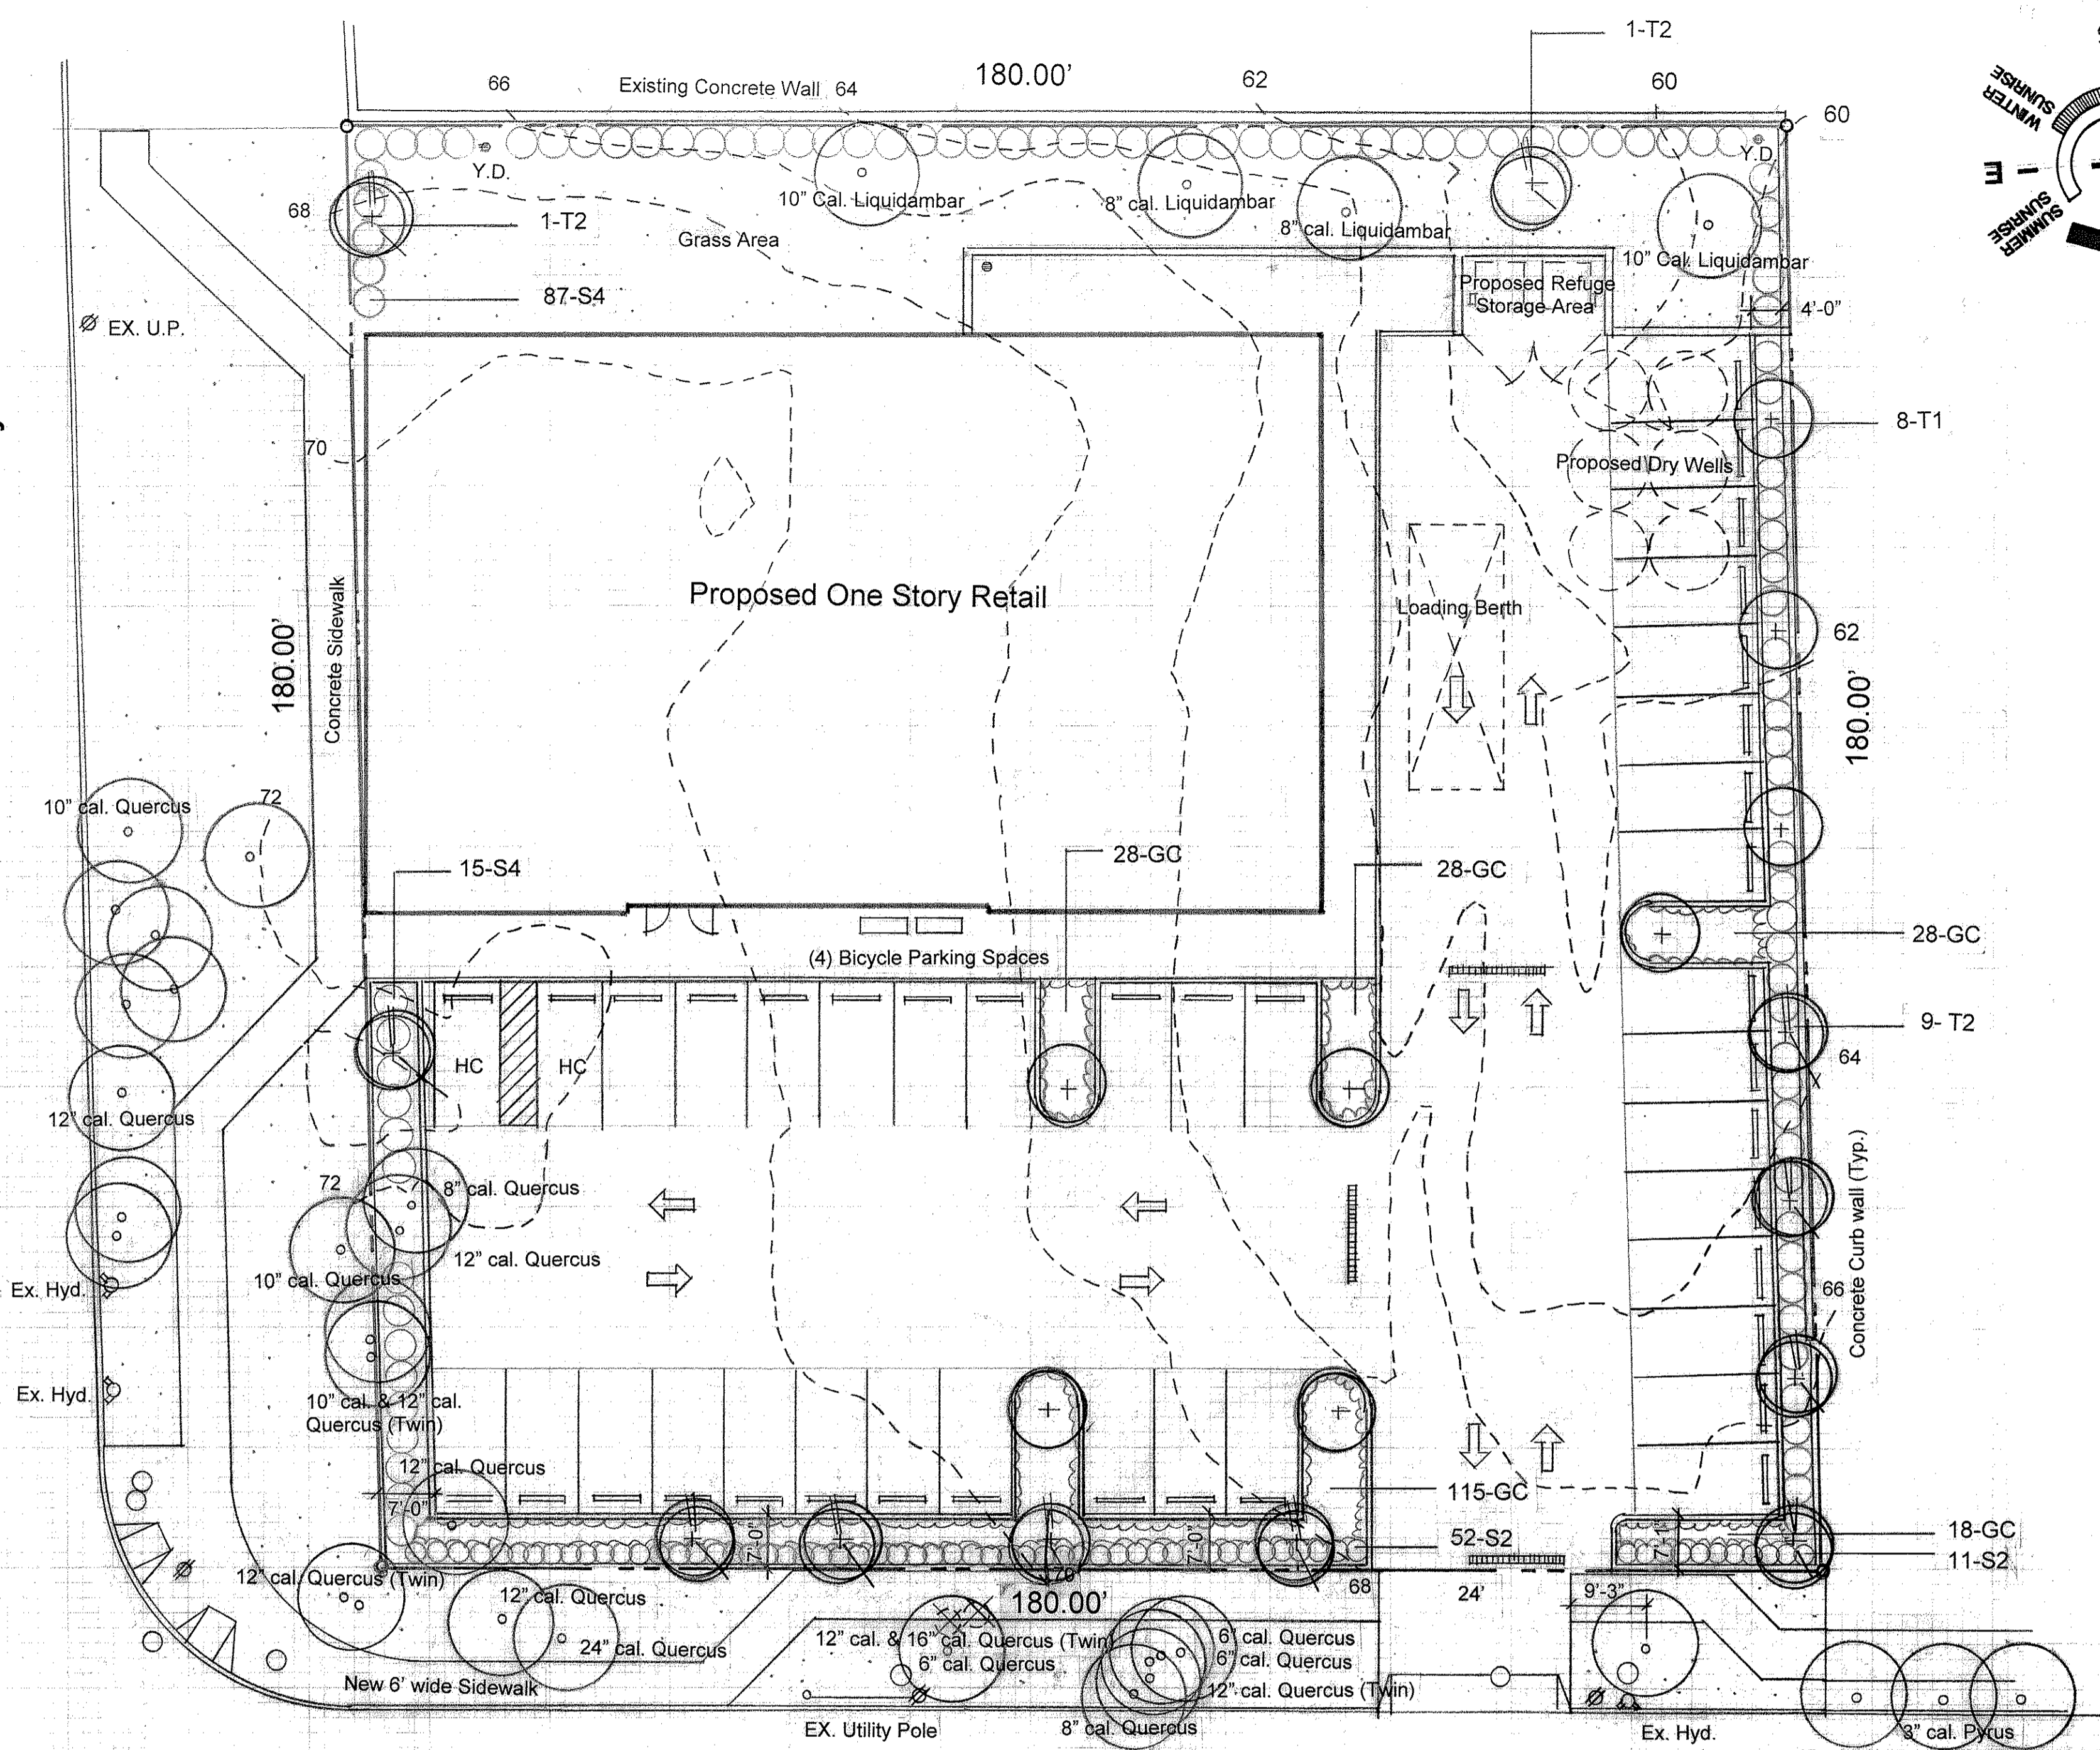 1-T2
66
Existing Concrete Wall
64
180.00'
62
60
60
WINTER
SUNRISE
E
SUMMER
SUNRISE
Y.D.
Y.D.
10” Cal. Liquidambar
8” cal. Liquidambar
8” cal. Liquidambar
10” Cal. Liquidambar
68
1-T2
Grass Area
87-S4
Proposed Refuge
Storage Area
4’-0”
EX. U.P.
8-T1
70
Proposed Dry Wells
Proposed One Story Retail
Loading Berth
62
180.00'
Concrete Sidewalk
180.00'
10” cal. Quercus
72
15-S4
28-GC
28-GC
28-GC
(4) Bicycle Parking Spaces
9- T2
64
HC
HC
12” cal. Quercus
72
8” cal. Quercus
12” cal. Quercus
10” cal. Quercus
Concrete Curb wall (Typ.)
66
Ex. Hyd.
Ex. Hyd.
10” cal. & 12” cal.
Quercus (Twin)
12” cal. Quercus
7’-0”
115-GC
52-S2
18-GC
11-S2
7’-0”
7’-0”
7’-1”
12” cal. Quercus (Twin)
70
68
24’
9’-3”
12” cal. Quercus
180.00'
24” cal. Quercus
12” cal. & 16” cal. Quercus (Twin)
6” cal. Quercus
6” cal. Quercus
6” cal. Quercus
12” cal. Quercus (Twin)
New 6’ wide Sidewalk
EX. Utility Pole
8” cal. Quercus
Ex. Hyd.
3” cal. Pyrus